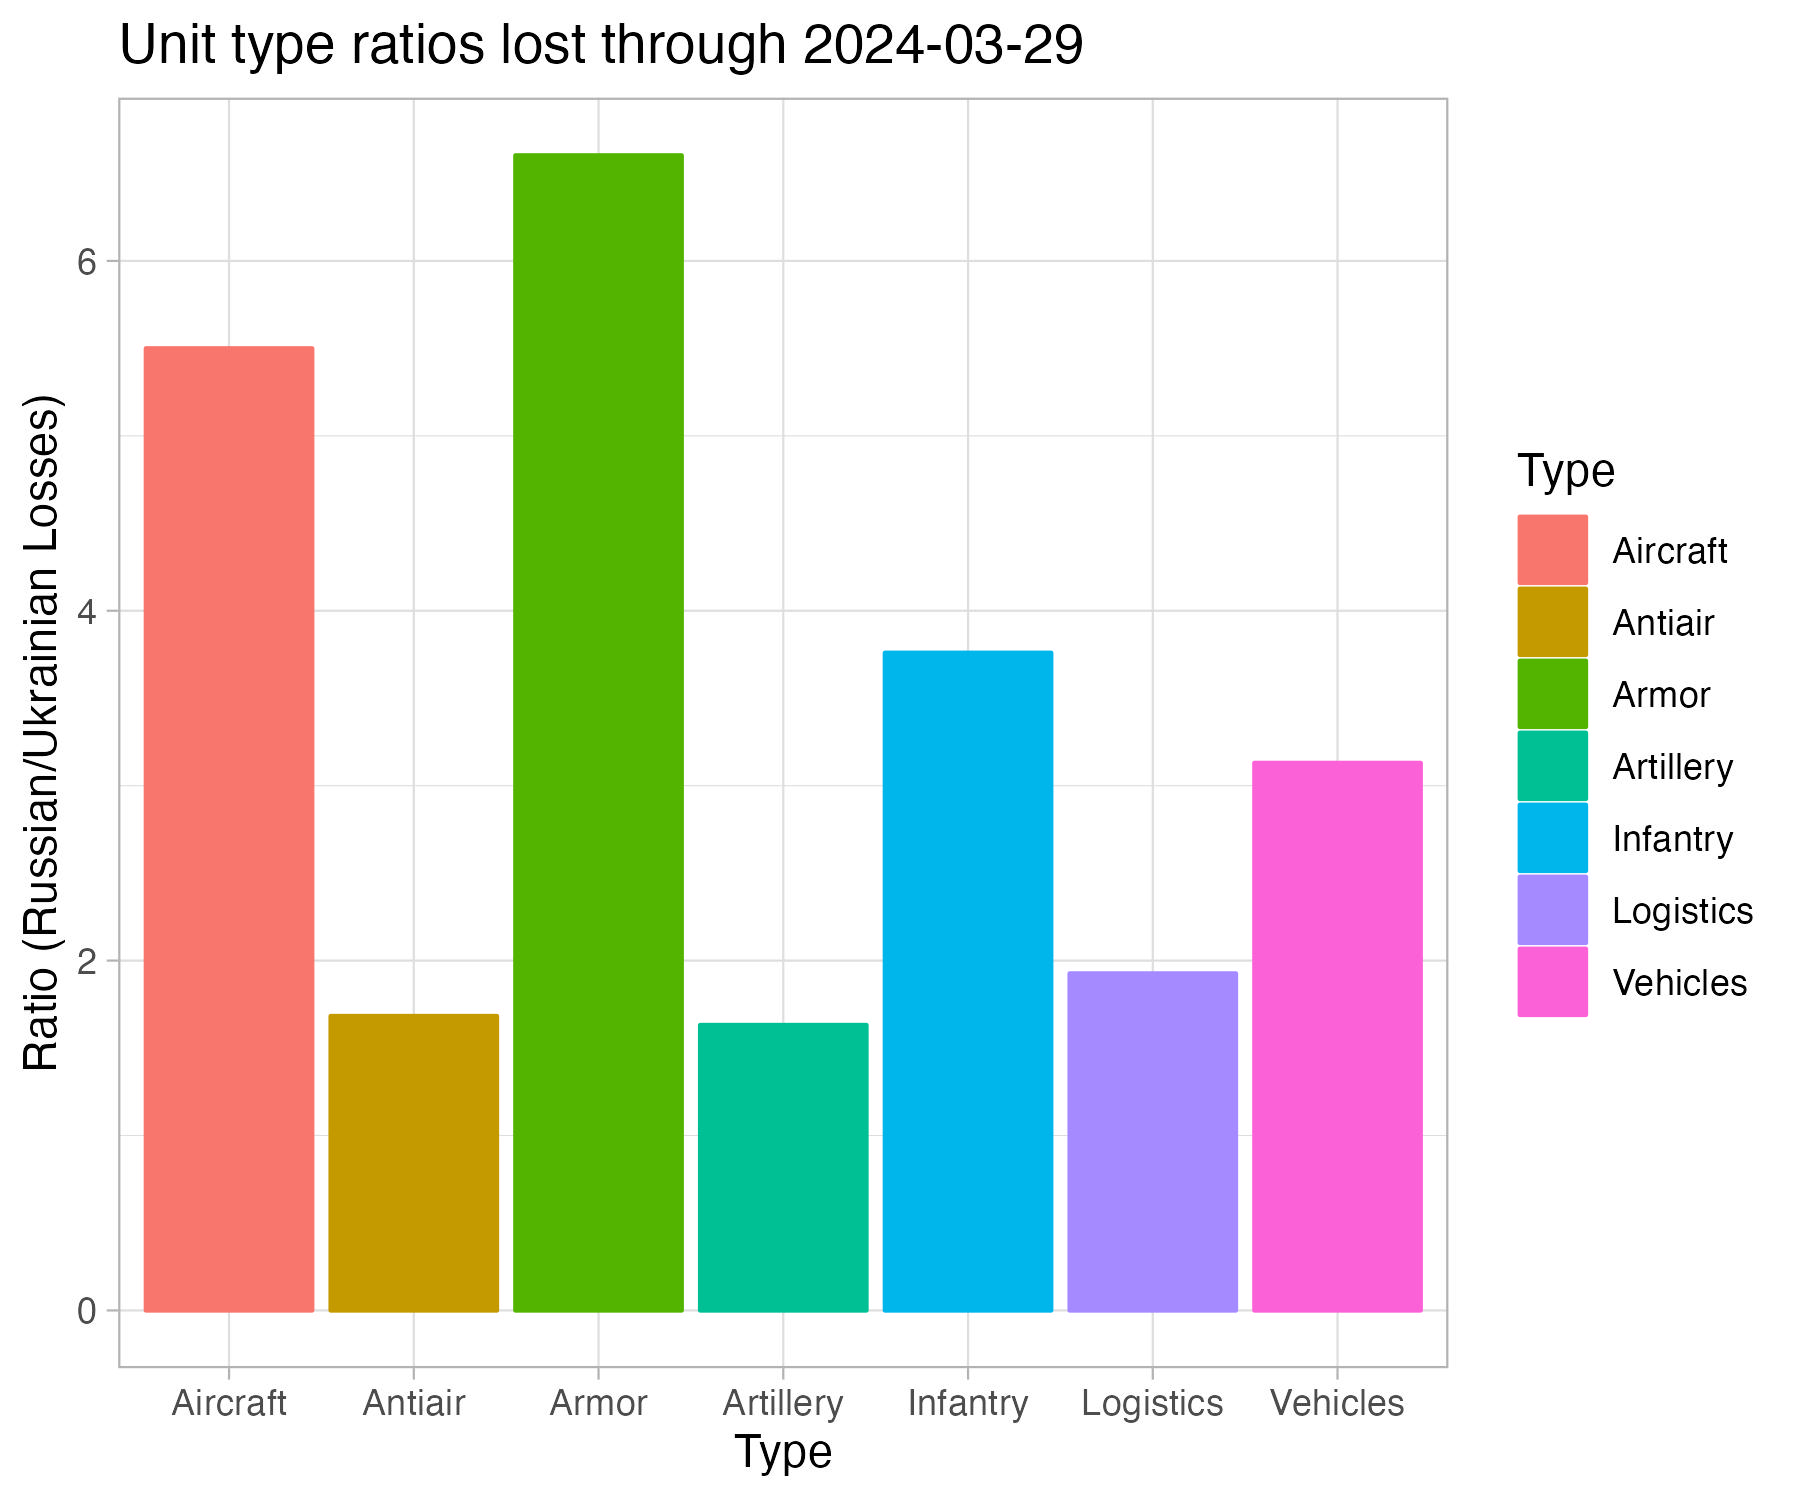 Unit type ratios lost through 2024-03-29
Ratio (Russian/Ukrainian Losses)
6
4
2
0
Aircraft
Antiair
Armor
Artillery
Infantry
Logistics
Vehicles
Type
Type
Aircraft
Antiair
Armor
Artillery
Infantry
Logistics
Vehicles